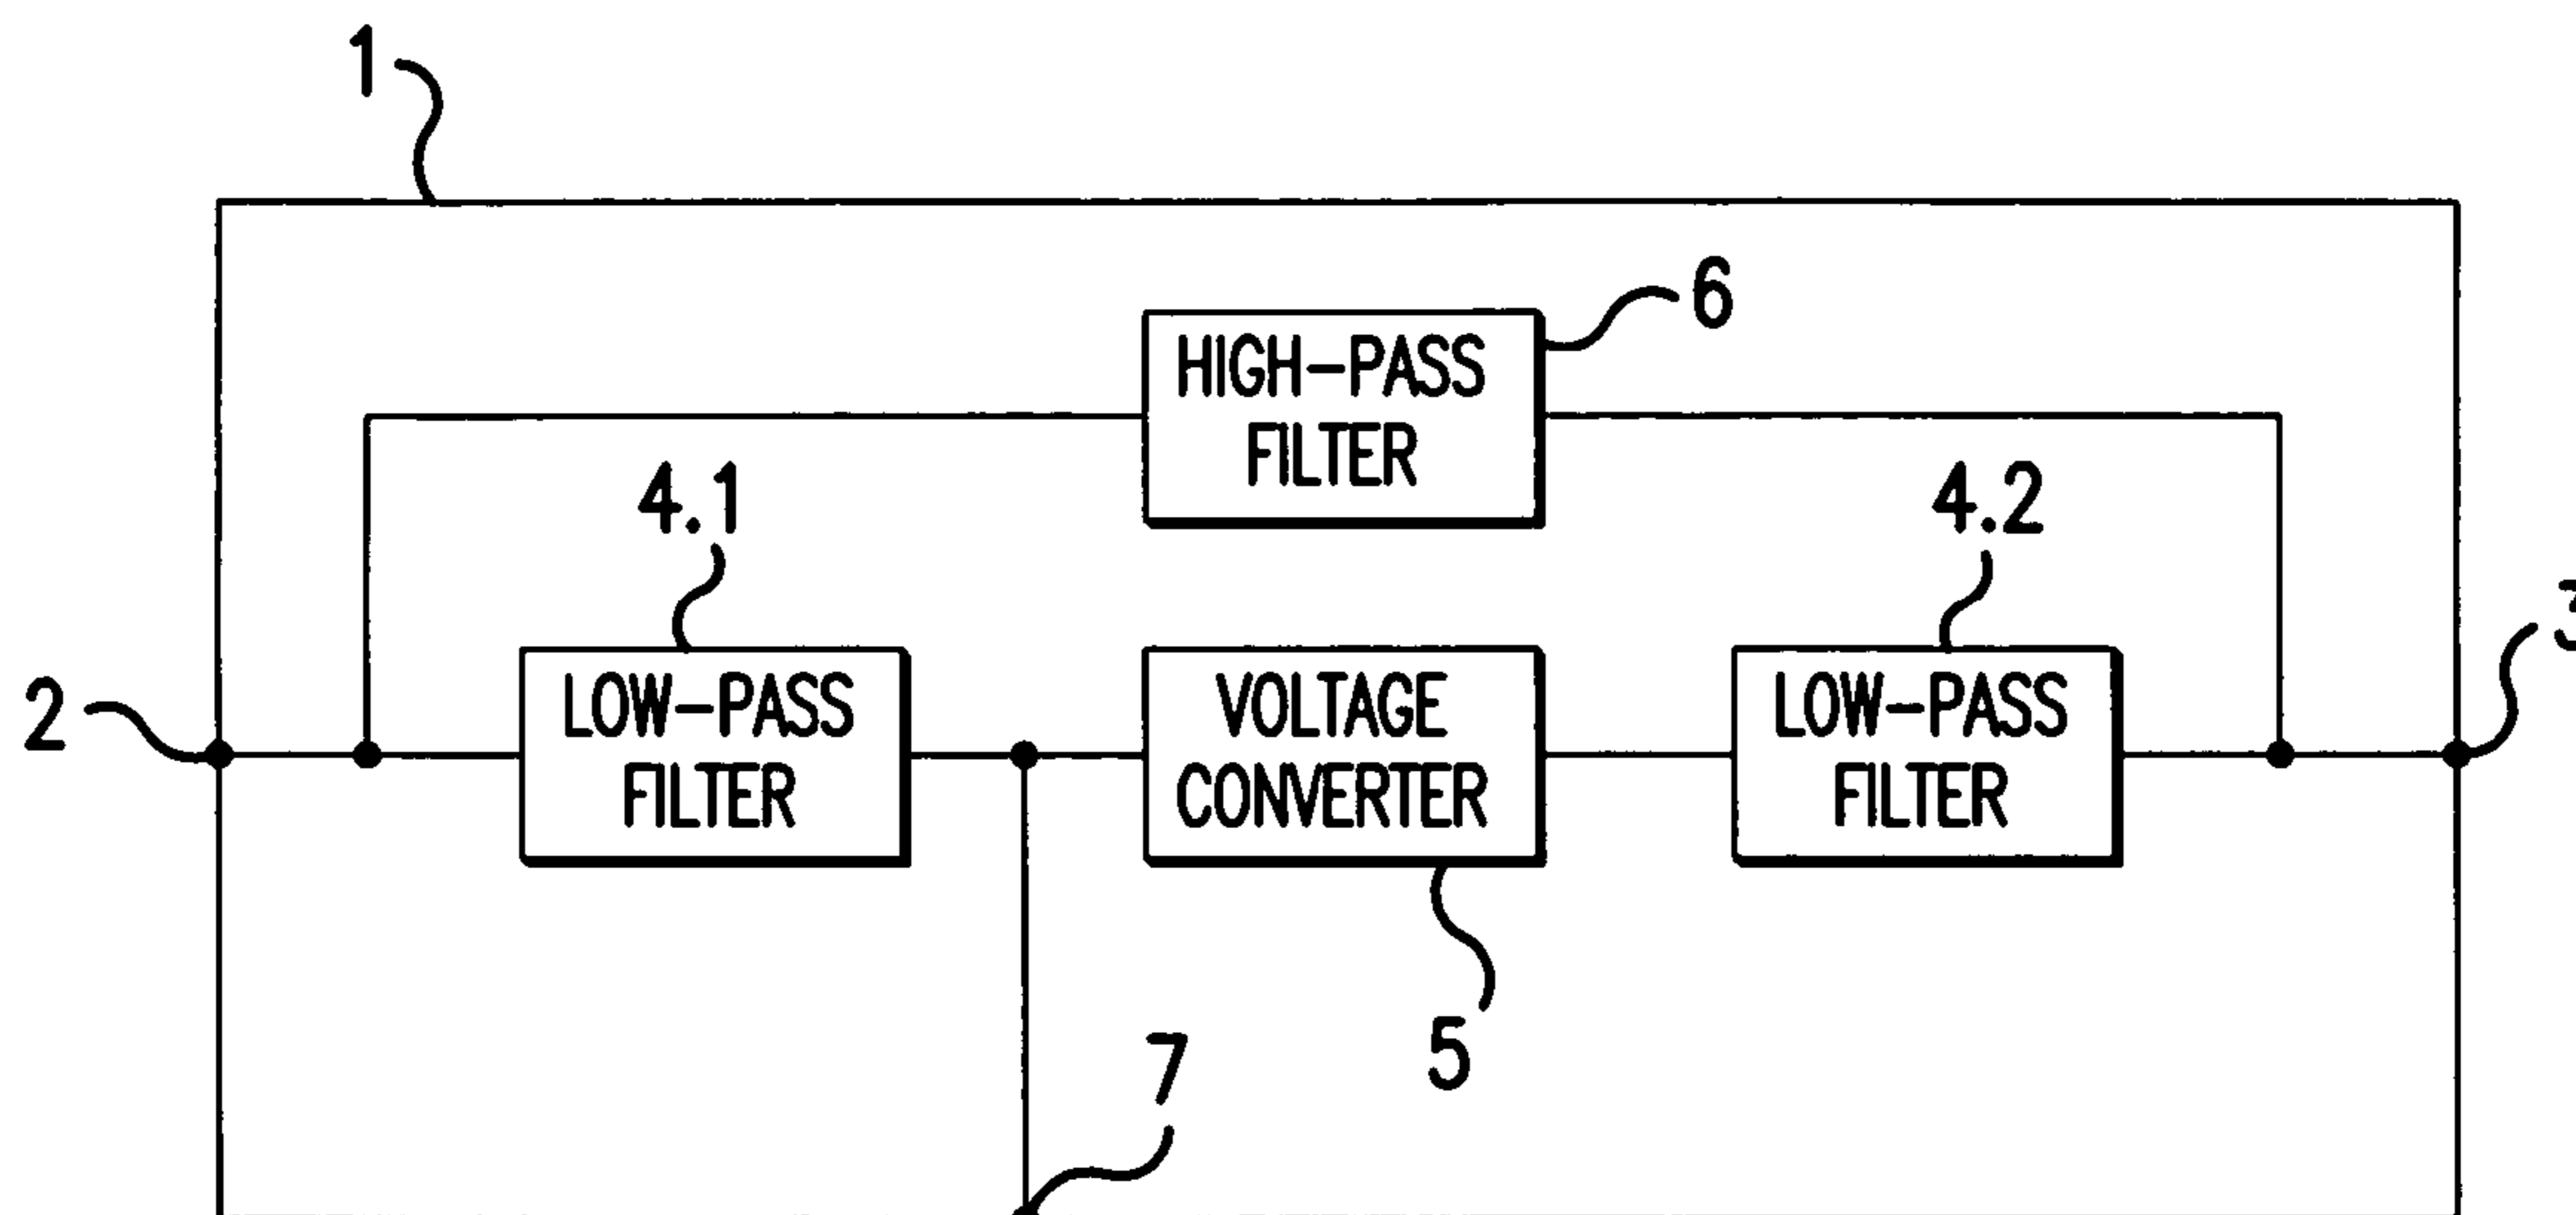 1
6
HIGH-PASS
FILTER
4.1
4.2
3
2
LOW-PASS
FILTER
VOLTAGE
CONVERTER
LOW-PASS
FILTER
5
7